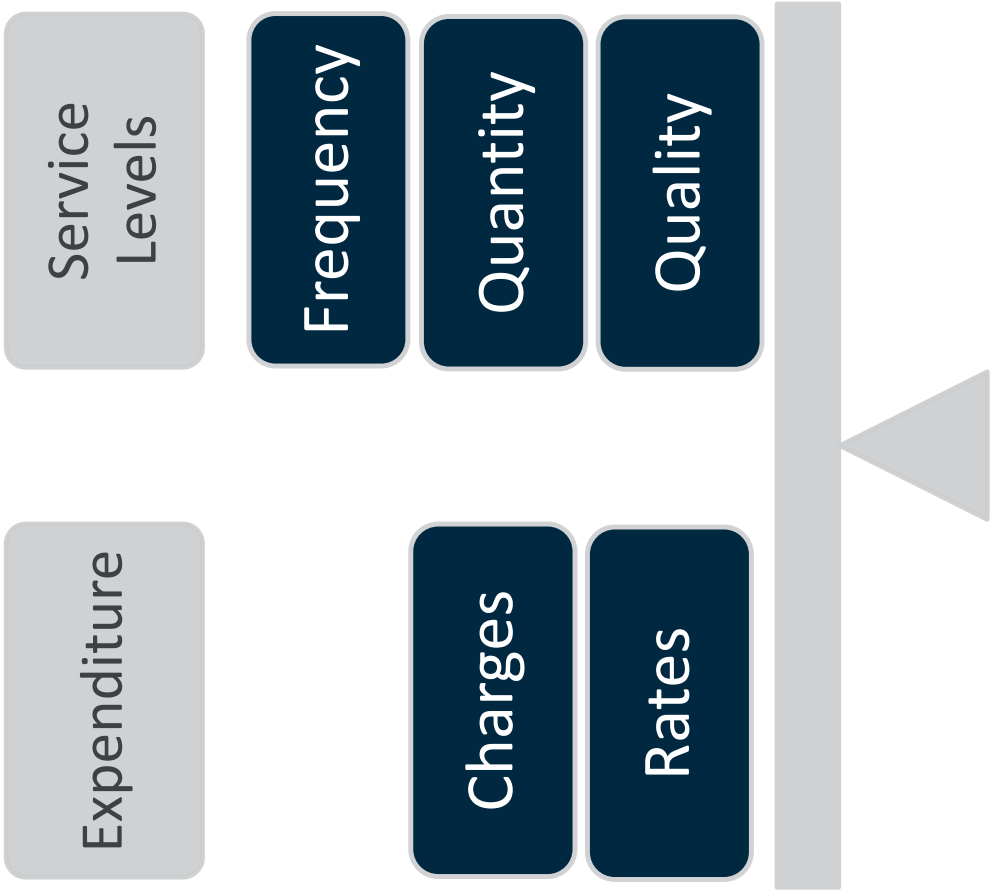 Expenditure
Service
Levels
Frequency
Charges
Quantity
Rates
Quality